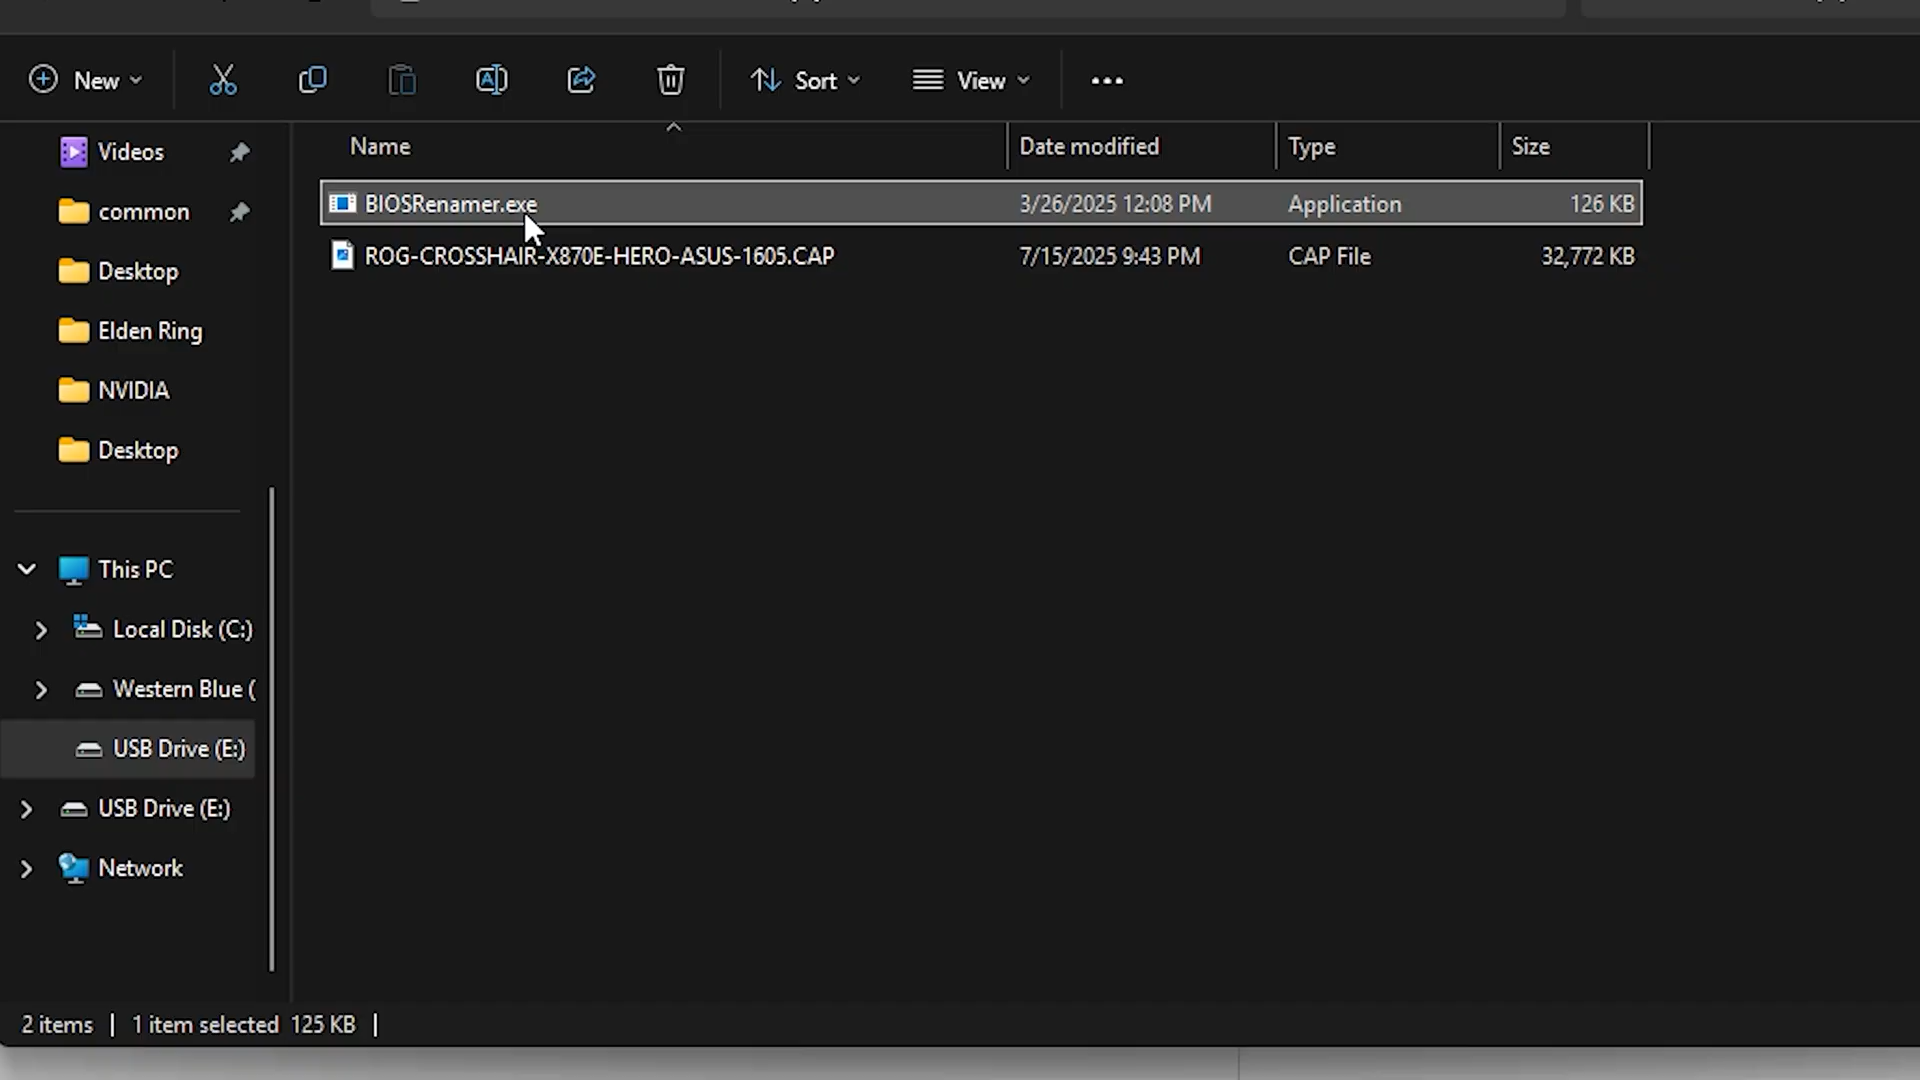 New
Sort
View
Name
Date modified
Type
Size
BIOSRenamer.exe
3/26/2025 12:08 PM
Application
126 KB
ROG-CROSSHAIR-X870E-HERO-ASUS-1605.CAP
7/15/2025 9:43 PM
CAP File
32,772 KB
Videos
common
Desktop
Elden Ring
NVIDIA
Desktop
This PC
Local Disk (C:)
Western Blue (
USB Drive (E:)
USB Drive (E:)
Network
2 items
1 item selected 125 KB